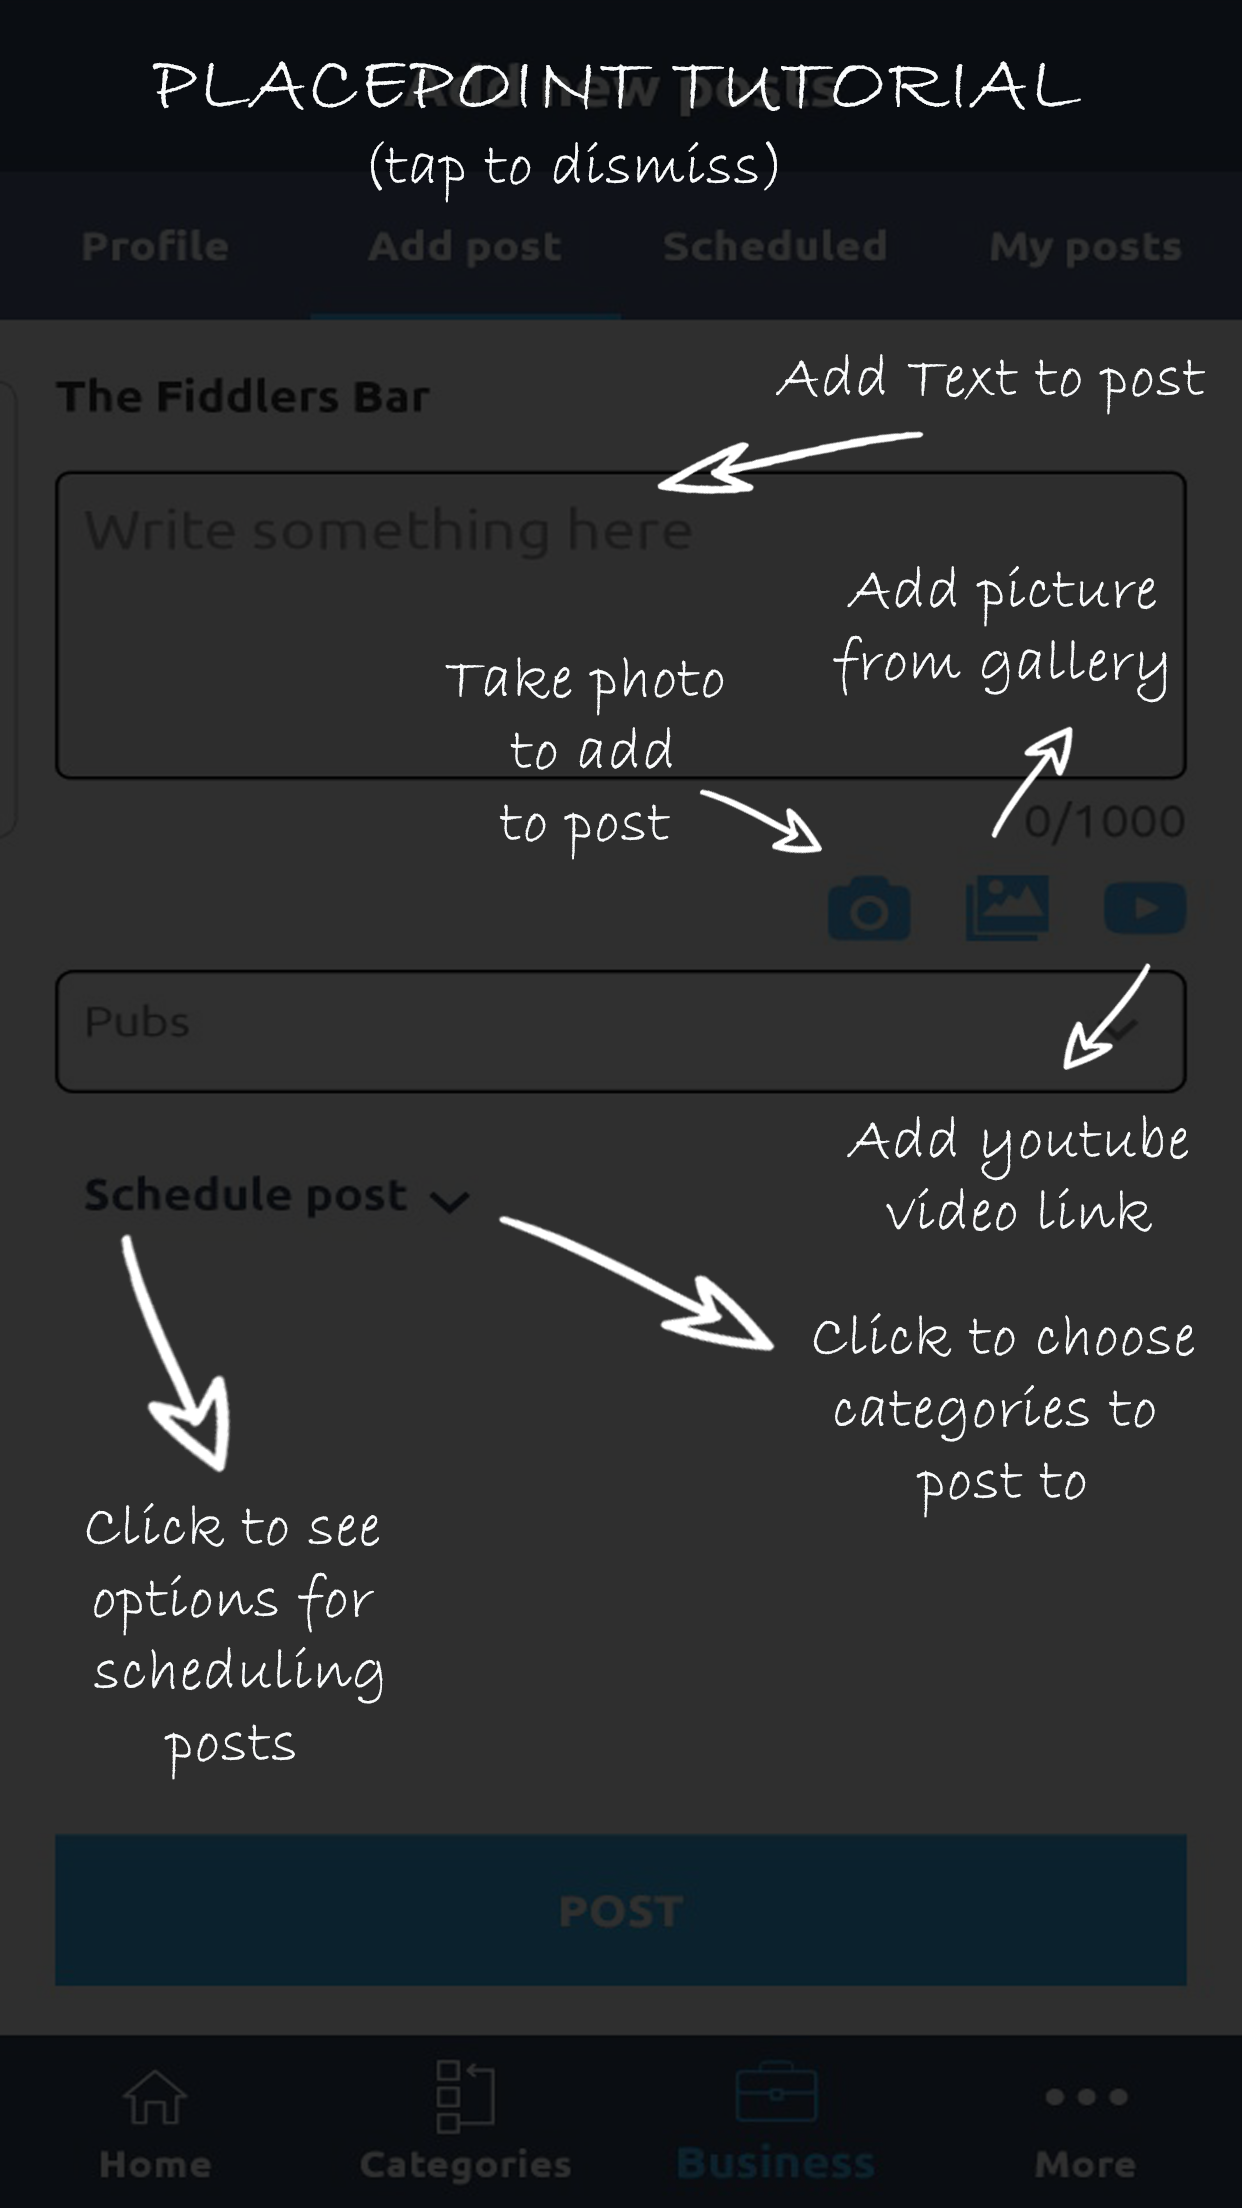 PLACEPOINT TUTORIAL
Add new posts
(tap to dismiss)
Profile Add post Scheduled My posts
The Fiddlers Bar
Add Text to post
Write something here
Add picture
from gallery
Take photo
to add
to post
0/1000
Pubs
Add youtube
video link
Schedule post
Click to choose
categories to
post to
Click to see
options for
scheduling
posts
POST
Home Categories Business More